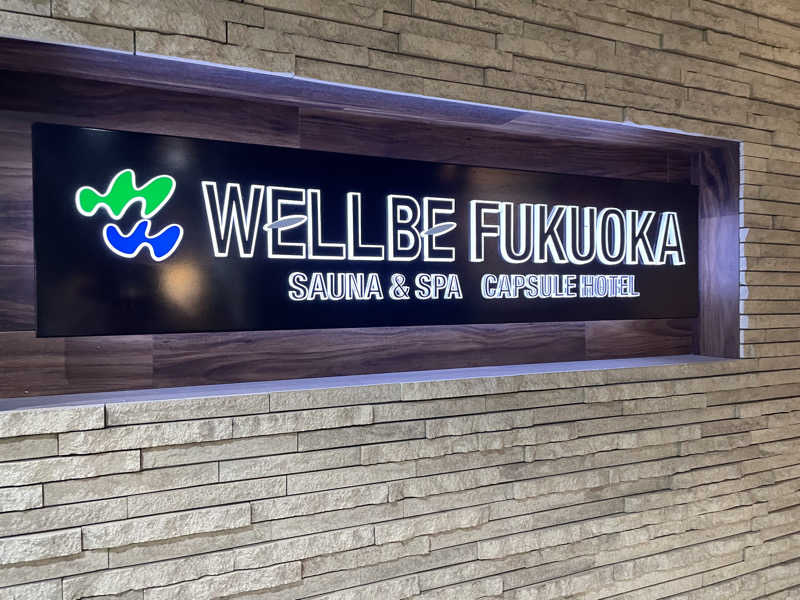 WELLBE FUKUOKA
SAUNA & SPA CAPSULE HOTEL